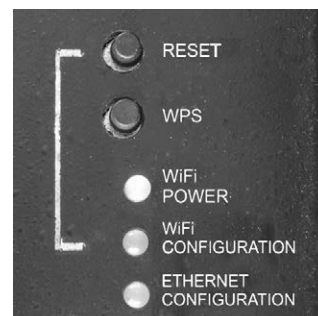 RESET
WPS
WiFi
POWER
WiFi
CONFIGURATION
ETHERNET
CONFIGURATION